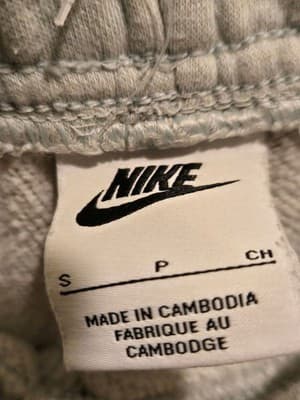 NIKE
S P CH
MADE IN CAMBODIA
FABRIQUE AU
CAMBODGE